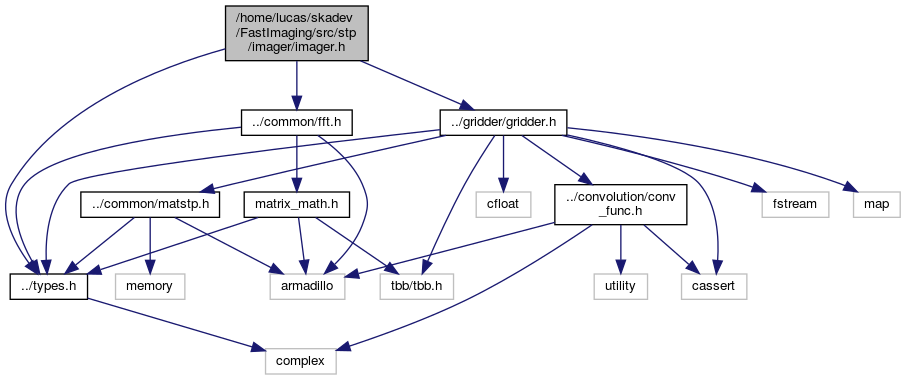 /home/lucas/skadev
/FastImaging/src/stp
/imager/imager.h
../common/fft.h
../gridder/gridder.h
../common/matstp.h
matrix_math.h
cfloat
../convolution/conv
_func.h
fstream
map
../types.h
memory
armadillo
tbb/tbb.h
utility
cassert
complex